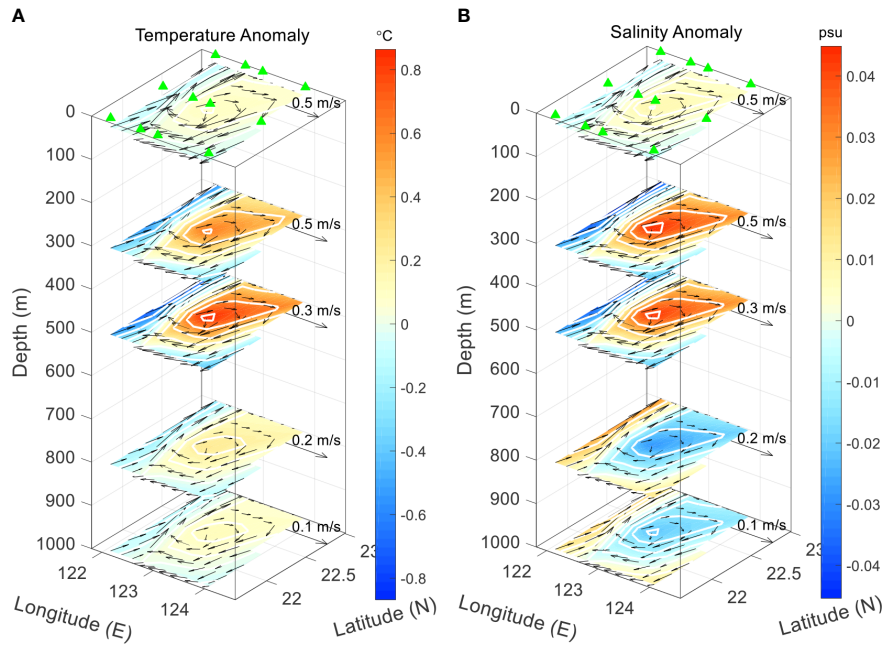 A
Temperature Anomaly
°C
0.8
0.6
0.4
0.2
0
-0.2
-0.4
-0.6
-0.8
0
100
200
300
400
500
600
700
800
900
1000
Depth (m)
0.5 m/s
0.5 m/s
0.3 m/s
0.2 m/s
0.1 m/s
122
123
124
Longitude (E)
22
22.5
23
Latitude (N)
B
Salinity Anomaly
psu
0.04
0.03
0.02
0.01
0
-0.01
-0.02
-0.03
-0.04
0
100
200
300
400
500
600
700
800
900
1000
Depth (m)
0.5 m/s
0.5 m/s
0.3 m/s
0.2 m/s
0.1 m/s
122
123
124
Longitude (E)
22
22.5
23
Latitude (N)